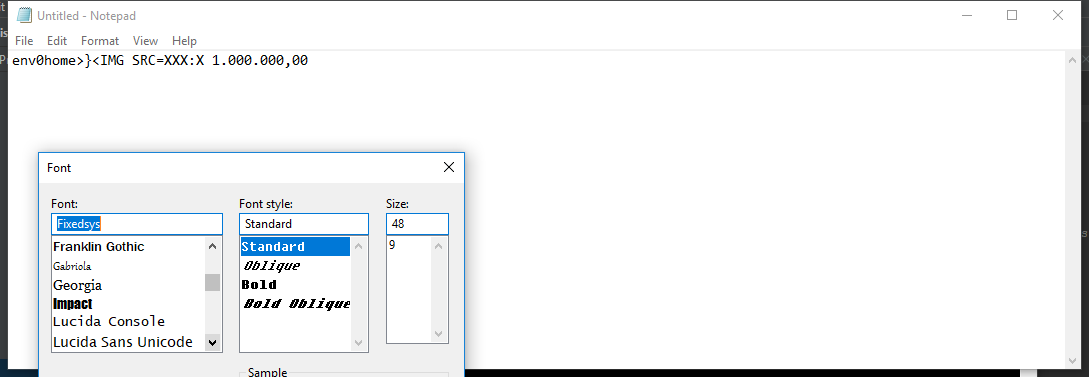 Untitled - Notepad
File Edit Format View Help
env0home>}<IMG SRC=XXX:X 1.000.000,00
Font
Font: Font style: Size:
Fixedsys Standard 48
Franklin Gothic Standard 9
Gabriola Oblique
Georgia Bold
Impact Bold Oblique
Lucida Console
Lucida Sans Unicode
Sample